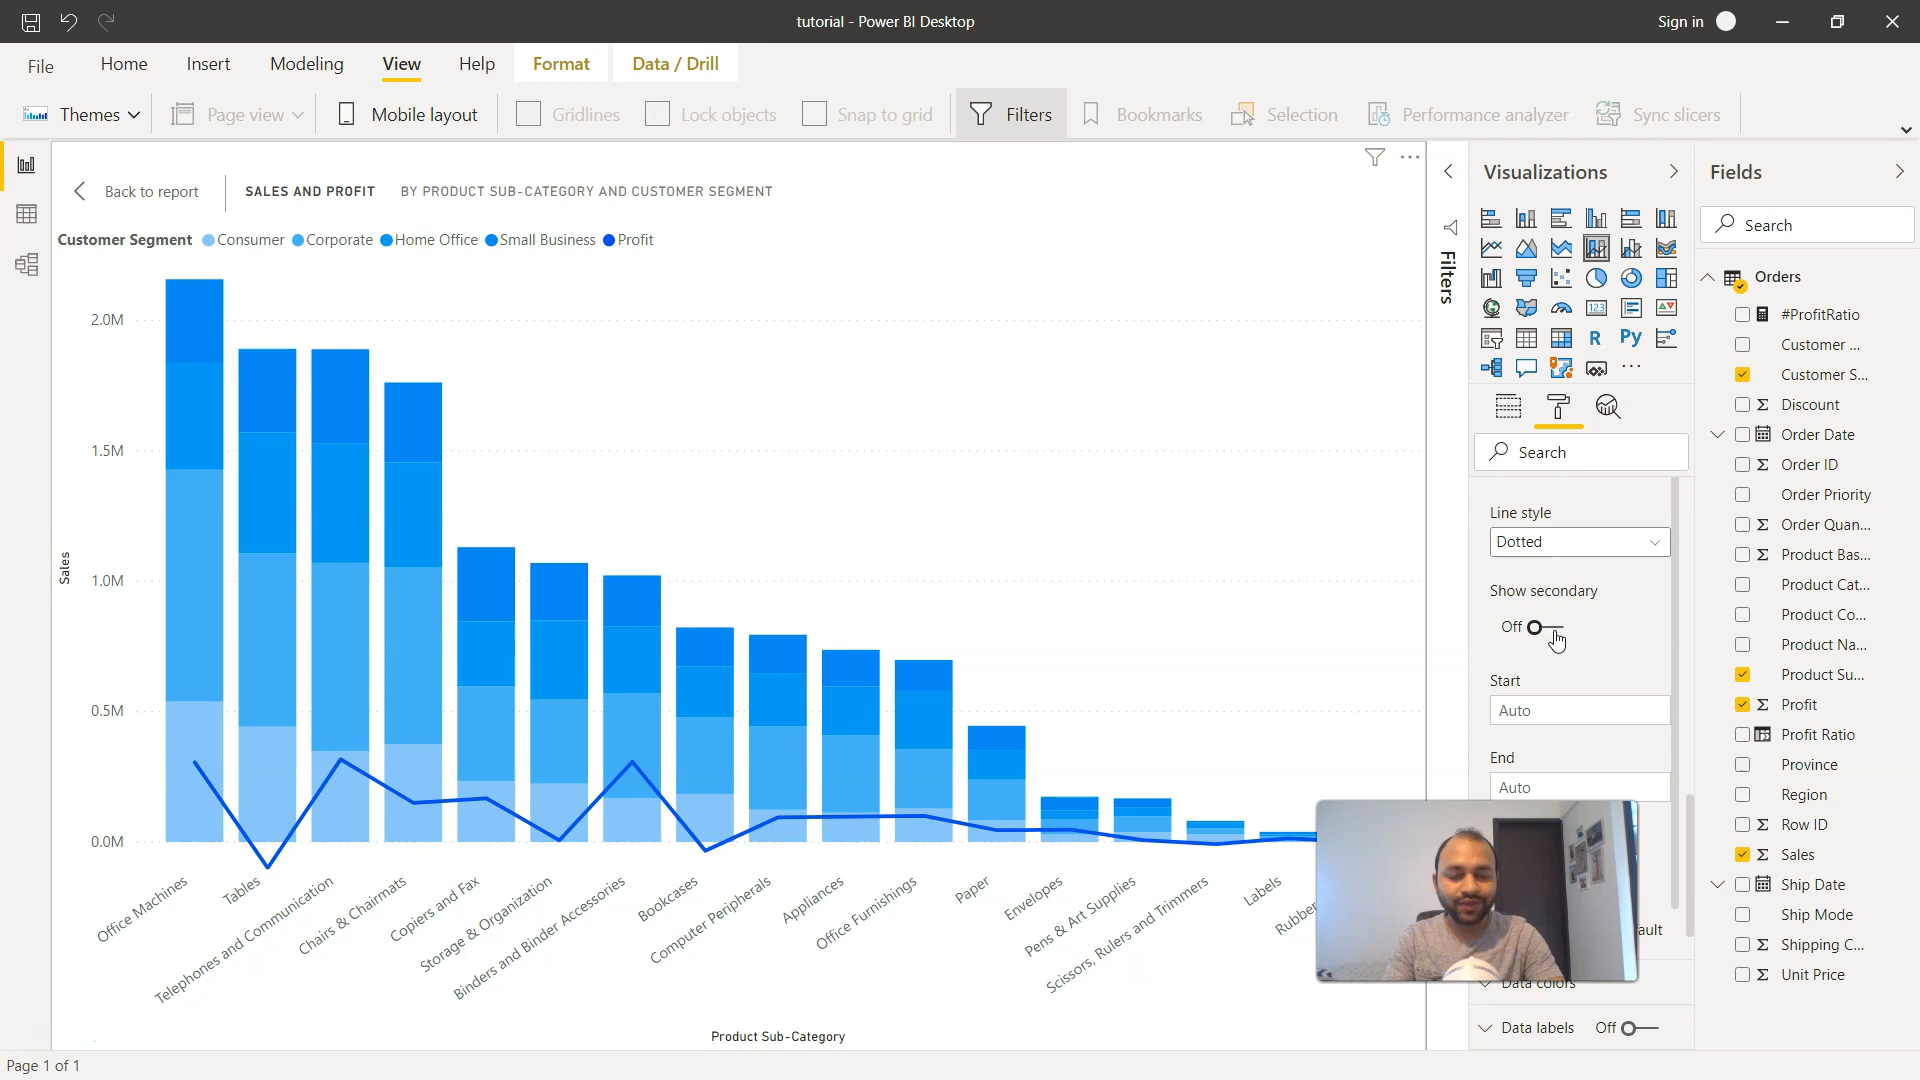 tutorial - Power BI Desktop
Sign in
File
Home
Insert
Modeling
View
Help
Format
Data / Drill
Themes
Page view
Mobile layout
Gridlines
Lock objects
Snap to grid
Filters
Bookmarks
Selection
Performance analyzer
Sync slicers
Back to report
SALES AND PROFIT
BY PRODUCT SUB-CATEGORY AND CUSTOMER SEGMENT
Customer Segment
Consumer
Corporate
Home Office
Small Business
Profit
2.0M
1.5M
1.0M
0.5M
0.0M
Sales
Office Machines
Tables
Telephones and Communication
Chairs & Chairmats
Copiers and Fax
Storage & Organization
Binders and Binder Accessories
Bookcases
Computer Peripherals
Appliances
Office Furnishings
Paper
Envelopes
Pens & Art Supplies
Scissors, Rulers and Trimmers
Labels
Rubber
Product Sub-Category
Filters
Visualizations
123
R
Py
Search
Line style
Dotted
Show secondary
Off
Start
Auto
End
Auto
ault
Data colors
Data labels
Off
Fields
Search
Orders
#ProfitRatio
Customer ...
Customer S...
Discount
Order Date
Order ID
Order Priority
Order Quan...
Product Bas...
Product Cat...
Product Co...
Product Na...
Product Su...
Profit
Profit Ratio
Province
Region
Row ID
Sales
Ship Date
Ship Mode
Shipping C...
Unit Price
Page 1 of 1